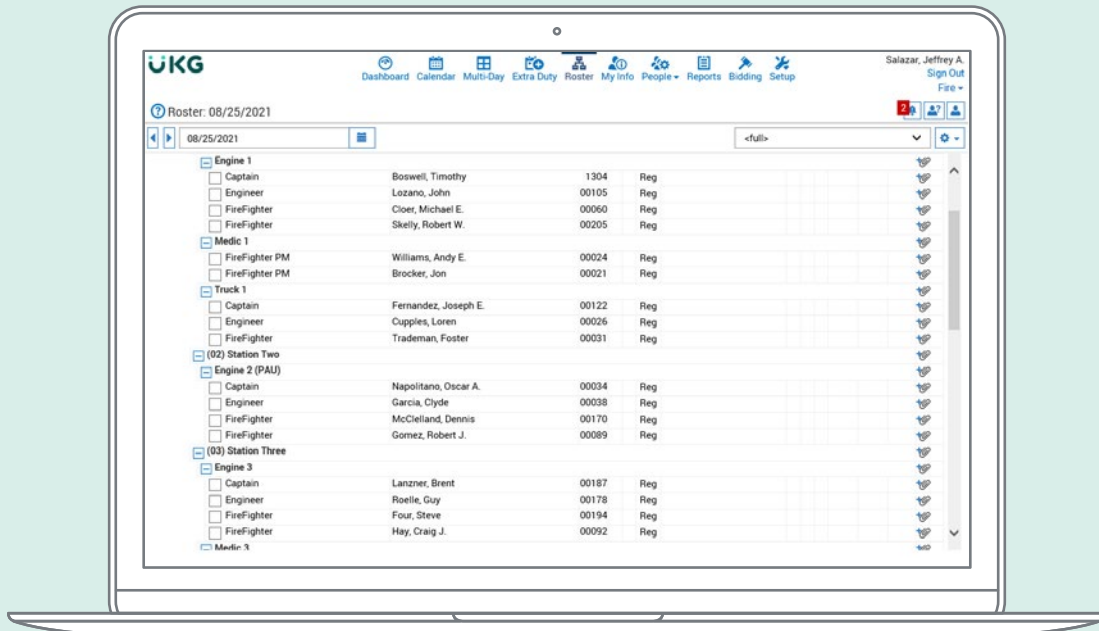 UKG
Dashboard Calendar Multi-Day Extra Duty Roster My Info People Reports Bidding Setup
Salazar, Jeffrey A.
Sign Out
Fire
Roster: 08/25/2021
2
08/25/2021 <full>
Engine 1
Captain Boswell, Timothy 1304 Reg
Engineer Lozano, John 00105 Reg
FireFighter Cloer, Michael E. 00060 Reg
FireFighter Skelly, Robert W. 00205 Reg
Medic 1
FireFighter PM Williams, Andy E. 00024 Reg
FireFighter PM Brocker, Jon 00021 Reg
Truck 1
Captain Fernandez, Joseph E. 00122 Reg
Engineer Cupples, Loren 00026 Reg
FireFighter Trademan, Foster 00031 Reg
(02) Station Two
Engine 2 (PAU)
Captain Napolitano, Oscar A. 00034 Reg
Engineer Garcia, Clyde 00038 Reg
FireFighter McClelland, Dennis 00170 Reg
FireFighter Gomez, Robert J. 00089 Reg
(03) Station Three
Engine 3
Captain Lanzner, Brent 00187 Reg
Engineer Roelle, Guy 00178 Reg
FireFighter Four, Steve 00194 Reg
FireFighter Hay, Craig J. 00092 Reg
Medic 3